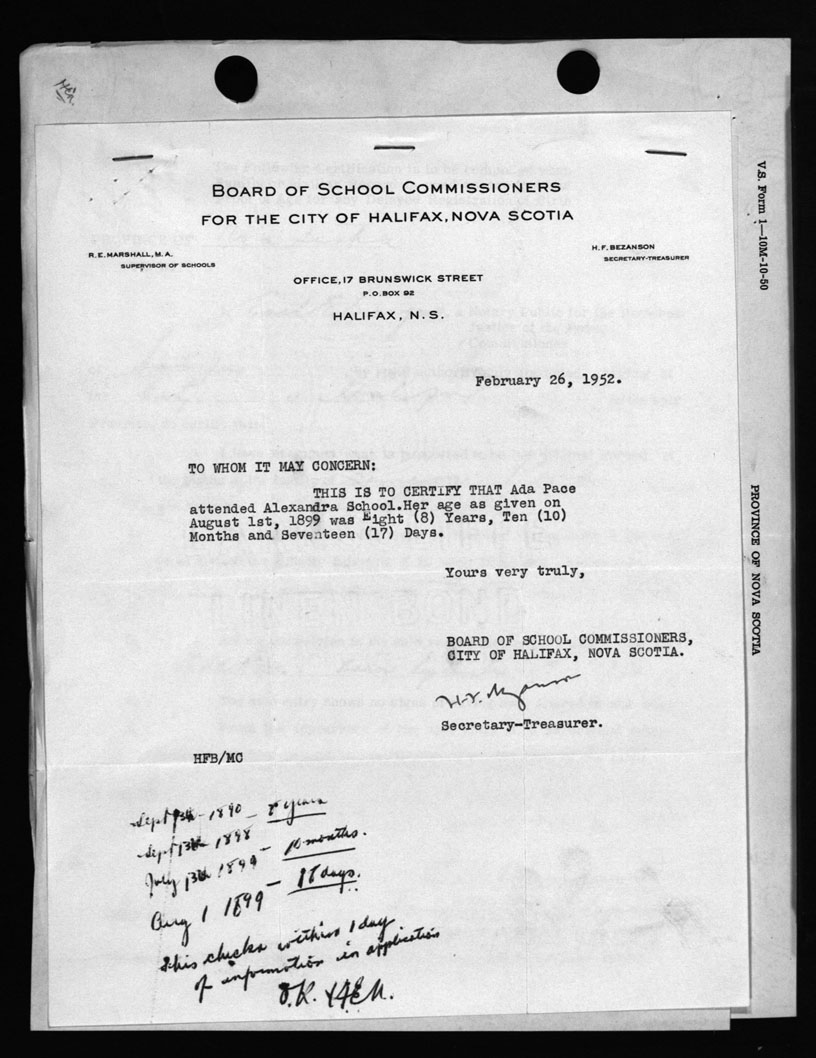 BOARD OF SCHOOL COMMISSIONERS
FOR THE CITY OF HALIFAX, NOVA SCOTIA
R.E. MARSHALL, M.A.
SUPERVISOR OF SCHOOLS
H.F. BEZANSON
SECRETARY-TREASURER
OFFICE, 17 BRUNSWICK STREET
P.O. BOX 92
HALIFAX, N.S.
February 26, 1952.
TO WHOM IT MAY CONCERN:
THIS IS TO CERTIFY THAT Ada Pace
attended Alexandra School.Her age as given on
August 1st, 1899 was Eight (8) Years, Ten (10)
Months and Seventeen (17) Days.
Yours very truly,
BOARD OF SCHOOL COMMISSIONERS,
CITY OF HALIFAX, NOVA SCOTIA.
Secretary-Treasurer.
HFB/MC
Sept 13th - 1890 - 8 years
Sept 13th 1898
July 13th 1899 - 10 months.
Aug 1 1899 - 18 days.
This checks within 1 day
of information in application
O.K.
V.S. Form 1—10M-10-50
PROVINCE OF NOVA SCOTIA